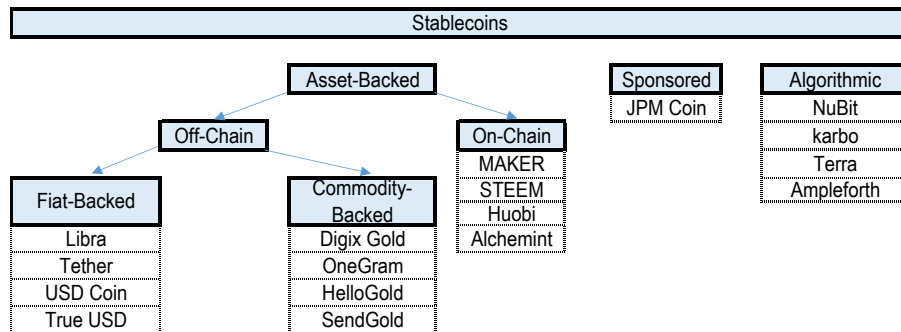 Stablecoins
Asset-Backed
Sponsored
Algorithmic
JPM Coin
NuBit
karbo
Terra
Ampleforth
Off-Chain
On-Chain
MAKER
STEEM
Huobi
Alchemint
Fiat-Backed
Libra
Tether
USD Coin
True USD
Commodity-
Backed
Digix Gold
OneGram
HelloGold
SendGold